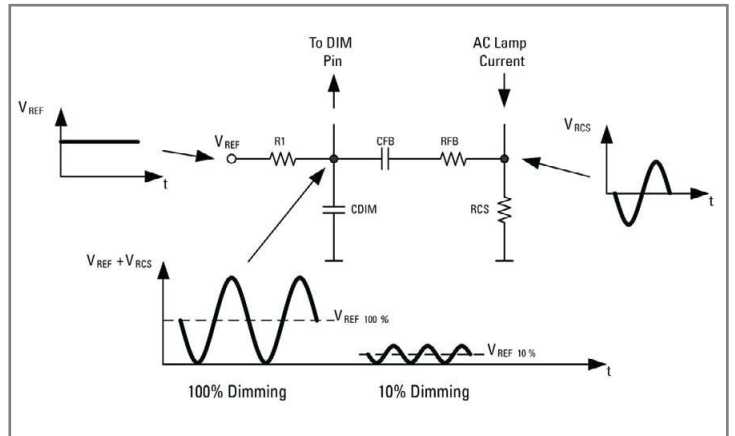 To DIM
Pin
AC Lamp
Current
VREF
VREF
R1
CFB
RFB
VRCS
t
t
CDIM
RCS
VREF + VRCS
VREF 100 %
VREF 10 %
t
100% Dimming
10% Dimming